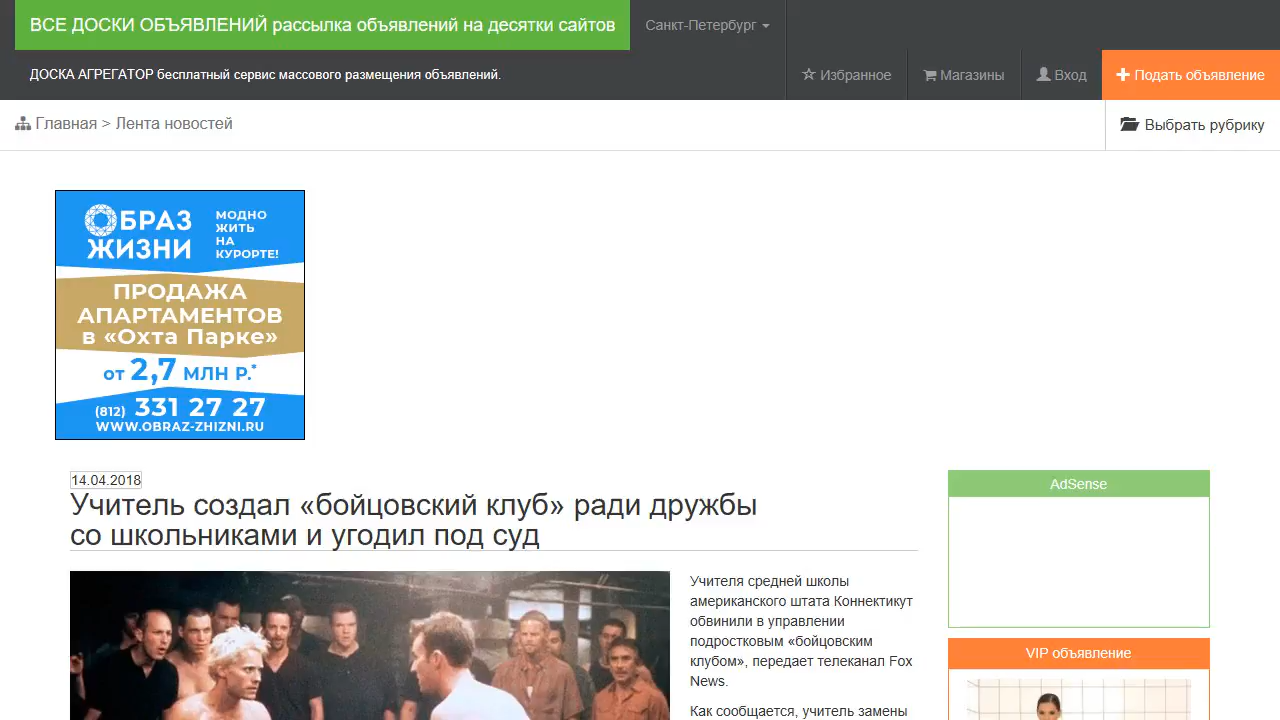 ВСЕ ДОСКИ ОБЪЯВЛЕНИЙ рассылка объявлений на десятки сайтов
Санкт-Петербург
ДОСКА АГРЕГАТОР бесплатный сервис массового размещения объявлений.
Избранное
Магазины
Вход
Подать объявление
Главная > Лента новостей
Выбрать рубрику
ОБРАЗ
ЖИЗНИ
МОДНО
ЖИТЬ
НА
КУРОРТЕ!
ПРОДАЖА
АПАРТАМЕНТОВ
в «Охта Парке»
от 2,7 МЛН Р.*
(812) 331 27 27
WWW.OBRAZ-ZHIZNI.RU
14.04.2018
Учитель создал «бойцовский клуб» ради дружбы
со школьниками и угодил под суд
Учителя средней школы
американского штата Коннектикут
обвинили в управлении
подростковым «бойцовским
клубом», передает телеканал Fox
News.
Как сообщается, учитель замены
AdSense
VIP объявление